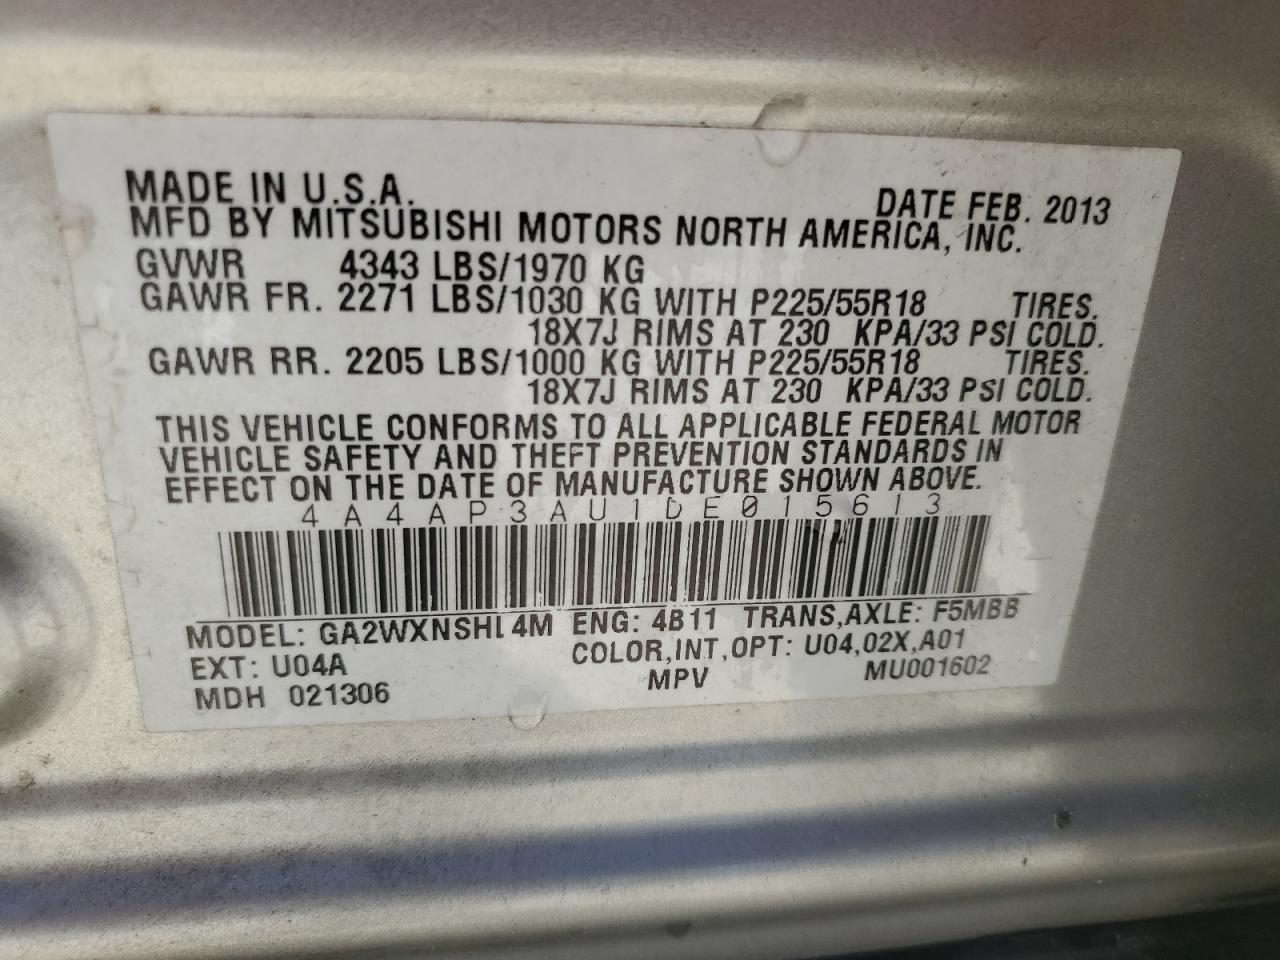 MADE IN U.S.A. DATE FEB. 2013
MFD BY MITSUBISHI MOTORS NORTH AMERICA, INC.
GVWR 4343 LBS/1970 KG
GAWR FR. 2271 LBS/1030 KG WITH P225/55R18 TIRES.
18X7J RIMS AT 230 KPA/33 PSI COLD.
GAWR RR. 2205 LBS/1000 KG WITH P225/55R18 TIRES.
18X7J RIMS AT 230 KPA/33 PSI COLD.
THIS VEHICLE CONFORMS TO ALL APPLICABLE FEDERAL MOTOR
VEHICLE SAFETY AND THEFT PREVENTION STANDARDS IN
EFFECT ON THE DATE OF MANUFACTURE SHOWN ABOVE.
4A4AP3AU1DE015613
MODEL: GA2WXNSHL4M ENG: 4B11 TRANS,AXLE: F5MBB
EXT: U04A COLOR,INT,OPT: U04,02X,A01
MDH 021306 MPV MU001602